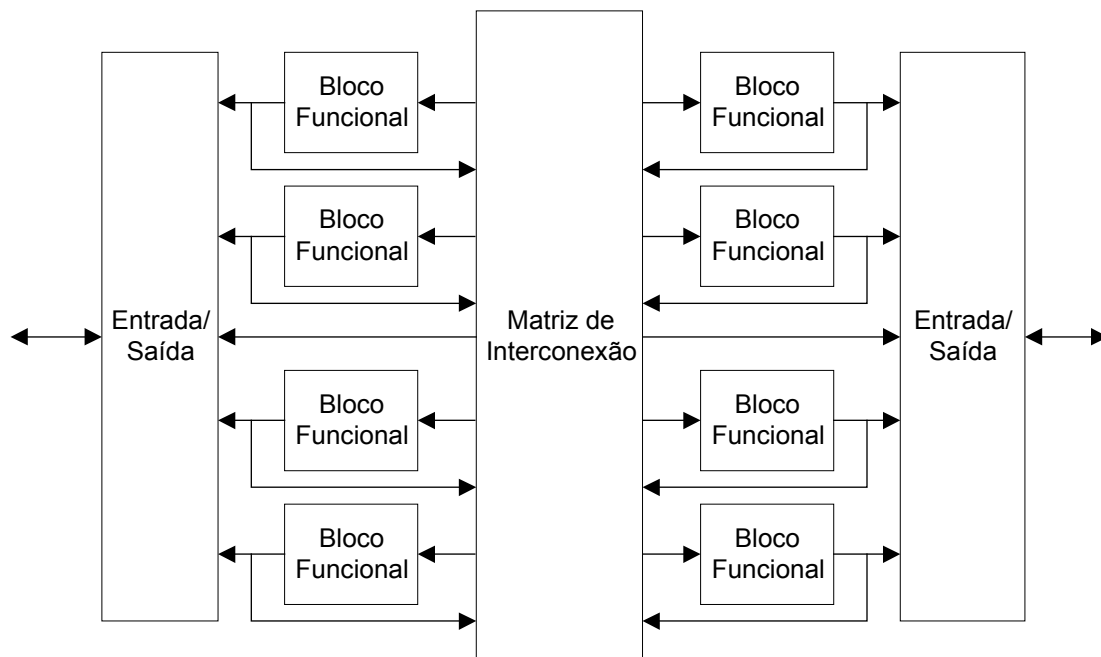 Bloco
Funcional
Bloco
Funcional
Bloco
Funcional
Bloco
Funcional
Entrada/
Saída
Matriz de
Interconexão
Entrada/
Saída
Bloco
Funcional
Bloco
Funcional
Bloco
Funcional
Bloco
Funcional